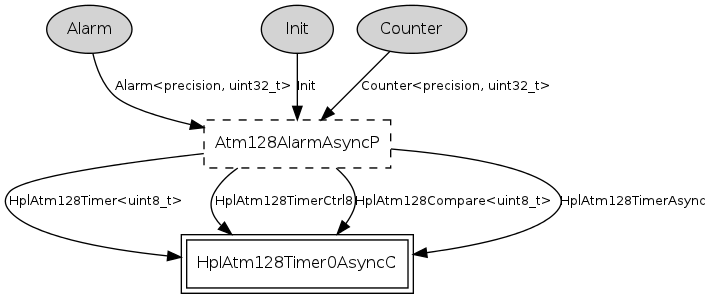 Alarm
Init
Counter
Alarm<precision, uint32_t>
Init
Counter<precision, uint32_t>
Atm128AlarmAsyncP
HplAtm128Timer<uint8_t>
HplAtm128TimerCtrl8
HplAtm128Compare<uint8_t>
HplAtm128TimerAsync
HplAtm128Timer0AsyncC